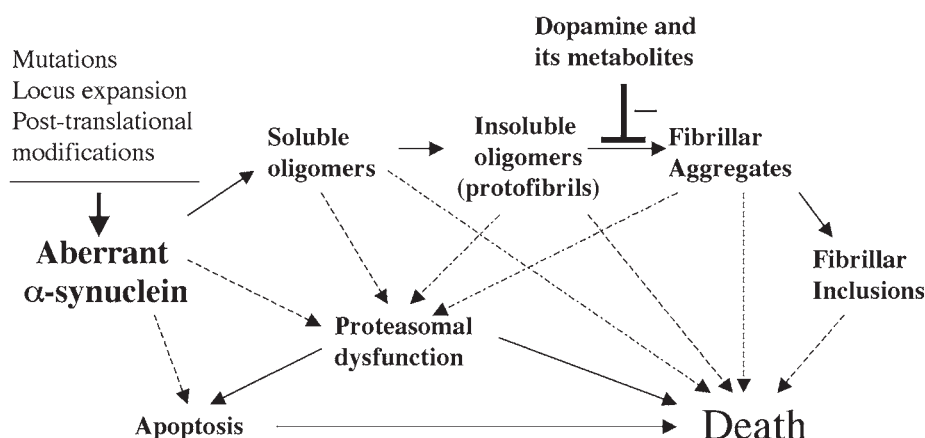 Dopamine and
its metabolites
Mutations
Locus expansion
Post-translational
modifications
Soluble
oligomers
Insoluble
oligomers
(protofibrils)
Fibrillar
Aggregates
Aberrant
α-synuclein
Fibrillar
Inclusions
Proteasomal
dysfunction
Apoptosis
Death